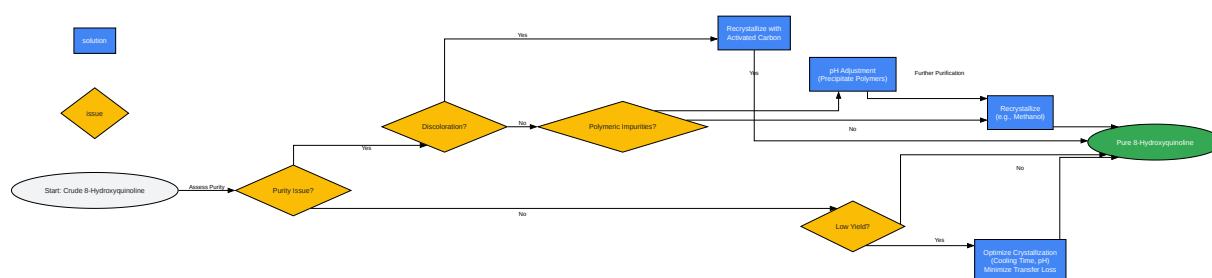 solution
issue
Start: Crude 8-Hydroxyquinoline
Assess Purity
Purity Issue?
Yes
No
Discoloration?
Yes
No
Recrystallize with
Activated Carbon
Yes
Polymeric Impurities?
pH Adjustment
(Precipitate Polymers)
Further Purification
No
Recrystallize
(e.g., Methanol)
Low Yield?
Yes
No
Optimize Crystallization
(Cooling Time, pH)
Minimize Transfer Loss
Pure 8-Hydroxyquinoline